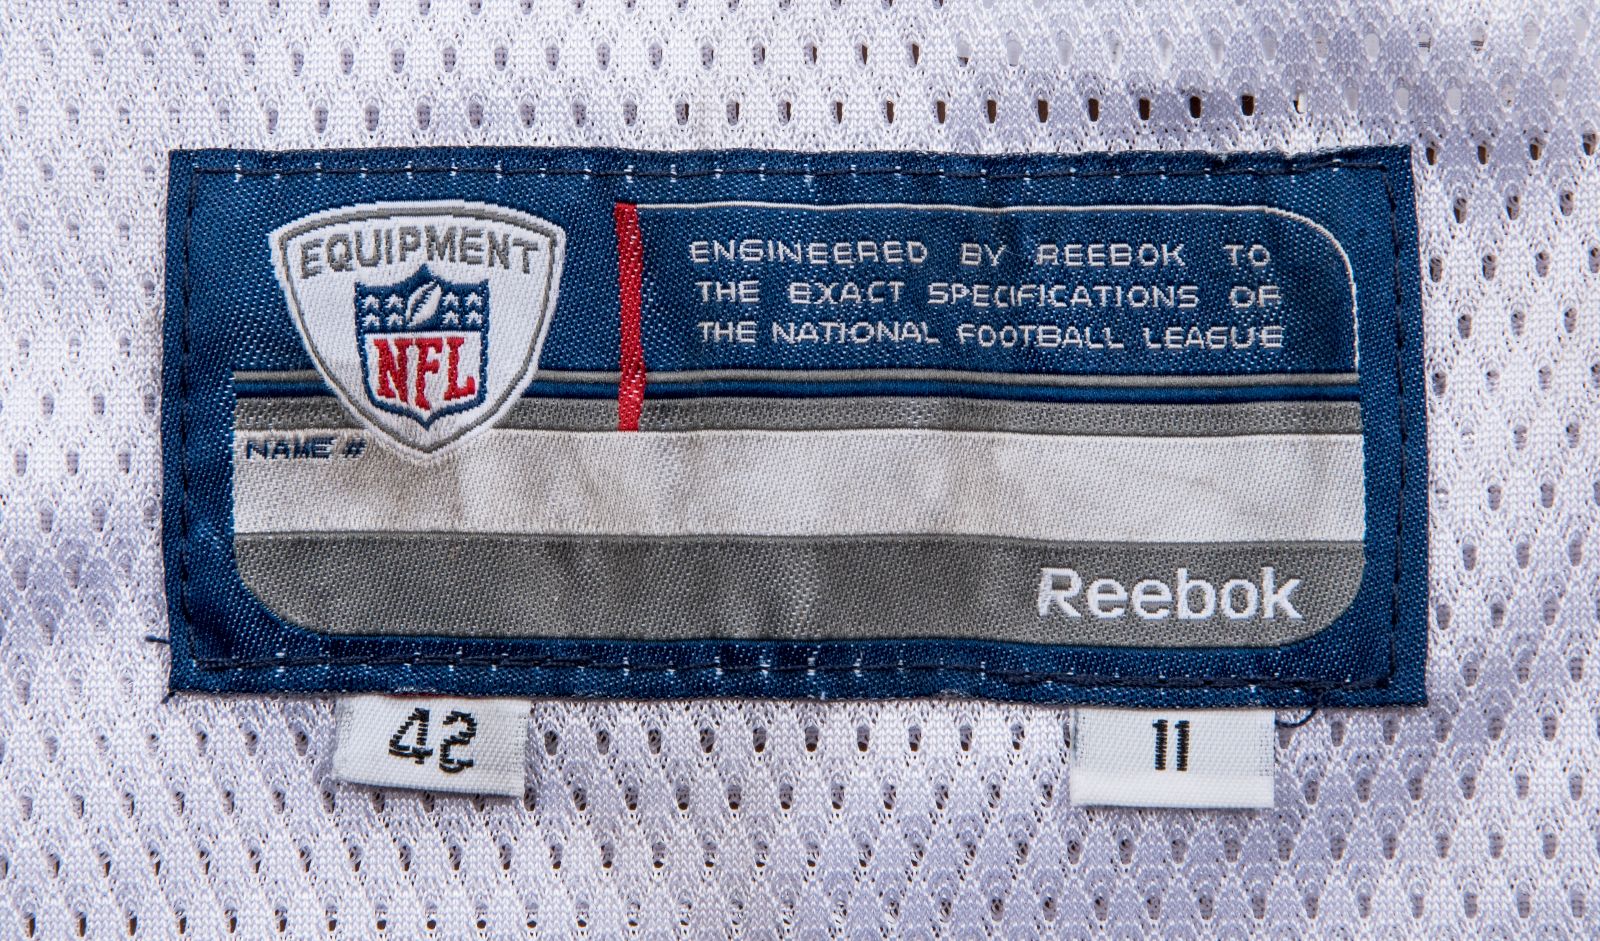 EQUIPMENT
NFL
ENGINEERED BY REEBOK TO
THE EXACT SPECIFICATIONS OF
THE NATIONAL FOOTBALL LEAGUE
NAME #
Reebok
42
11